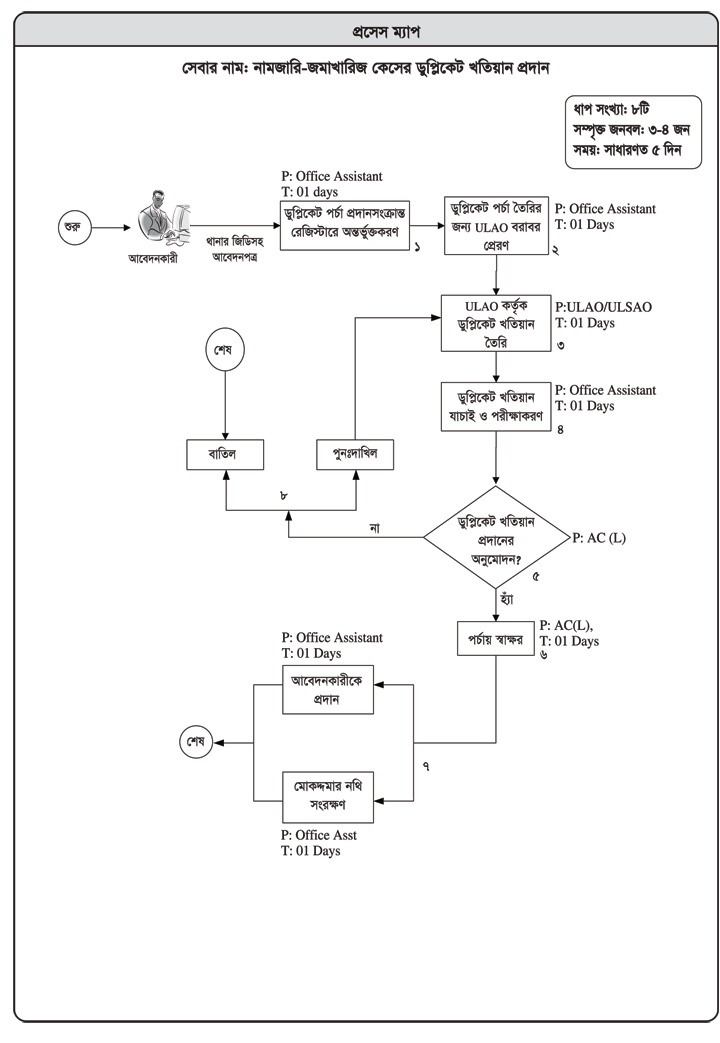 প্রসেস ম্যাপ
সেবার নাম: নামজারি-জমাখারিজ কেসের ডুপ্লিকেট খতিয়ান প্রদান
ধাপ সংখ্যা: ৮টি
সম্পৃক্ত জনবল: ৩-৪ জন
সময়: সাধারণত ৫ দিন
শুরু
আবেদনকারী
থানার জিডিসহ
আবেদনপত্র
P: Office Assistant
T: 01 days
ডুপ্লিকেট পর্চা প্রদানসংক্রান্ত
রেজিস্টারে অন্তর্ভুক্তকরণ
১
ডুপ্লিকেট পর্চা তৈরির
জন্য ULAO বরাবর
প্রেরণ
P: Office Assistant
T: 01 Days
২
ULAO কর্তৃক
ডুপ্লিকেট খতিয়ান
তৈরি
P:ULAO/ULSAO
T: 01 Days
৩
শেষ
ডুপ্লিকেট খতিয়ান
যাচাই ও পরীক্ষাকরণ
P: Office Assistant
T: 01 Days
৪
বাতিল
পুনঃদাখিল
৮
না
ডুপ্লিকেট খতিয়ান
প্রদানের
অনুমোদন?
P: AC (L)
৫
হ্যাঁ
পর্চায় স্বাক্ষর
P: AC(L),
T: 01 Days
৬
P: Office Assistant
T: 01 Days
আবেদনকারীকে
প্রদান
শেষ
৭
মোকদ্দমার নথি
সংরক্ষণ
P: Office Asst
T: 01 Days